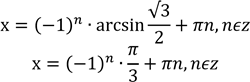 x = (−1)ⁿ ∙ arcsin √3/2 + πn, nϵz
x = (−1)ⁿ ∙ π/3 + πn, nϵz